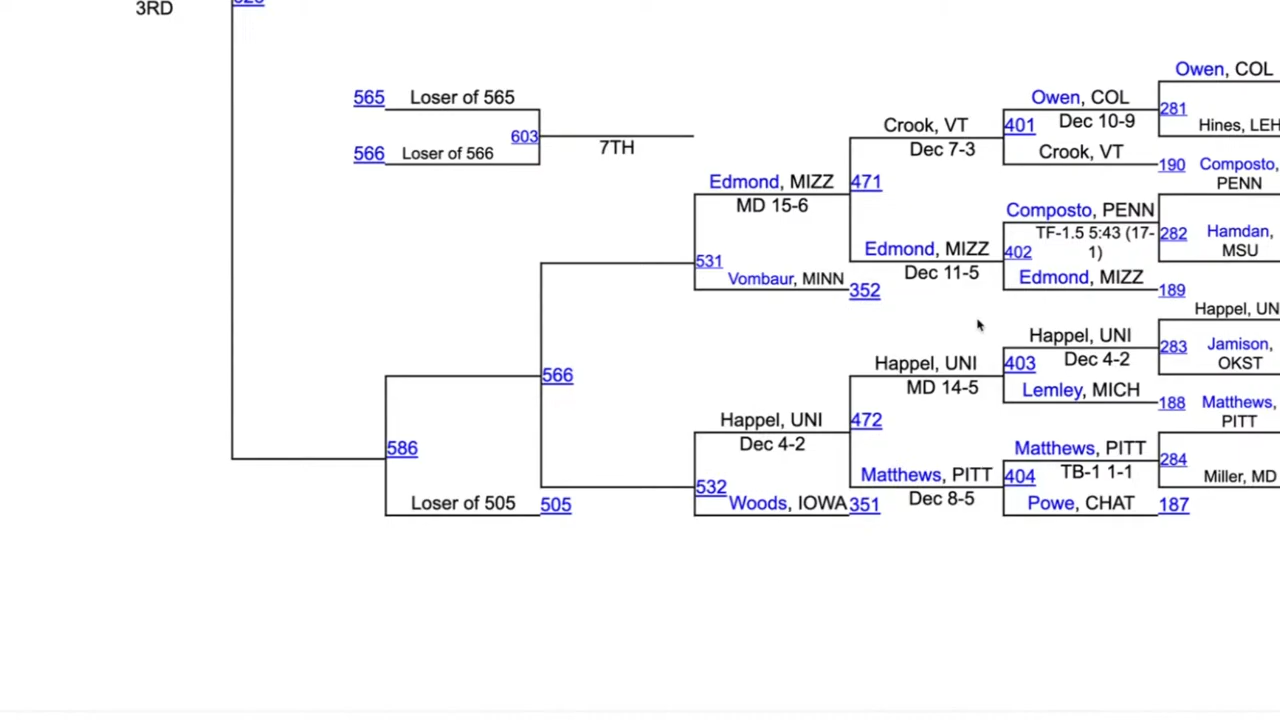 3RD
565
Loser of 565
603
7TH
566
Loser of 566
Owen, COL
281
Hines, LEH
Owen, COL
401
Dec 10-9
Crook, VT
190
Crook, VT
Dec 7-3
Edmond, MIZZ
471
MD 15-6
Composto,
PENN
Composto, PENN
282
Hamdan,
MSU
TF-1.5 5:43 (17-
1)
402
Edmond, MIZZ
189
Edmond, MIZZ
Dec 11-5
531
Vombaur, MINN
352
Happel, UN
Happel, UNI
283
Jamison,
OKST
403
Dec 4-2
Lemley, MICH
188
Happel, UNI
MD 14-5
566
Matthews,
PITT
Happel, UNI
472
Dec 4-2
Matthews, PITT
284
Miller, MD
404
TB-1 1-1
Powe, CHAT
187
Matthews, PITT
Dec 8-5
532
Woods, IOWA
351
586
Loser of 505
505